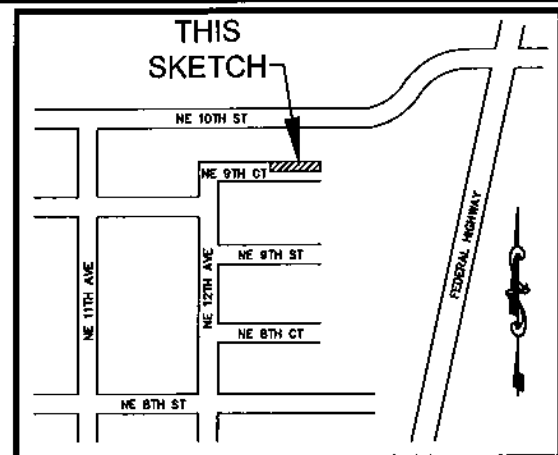 THIS
SKETCH
NE 10TH ST
NE 9TH CT
NE 11TH AVE
NE 12TH AVE
NE 9TH ST
NE 8TH CT
NE 8TH ST
FEDERAL HIGHWAY